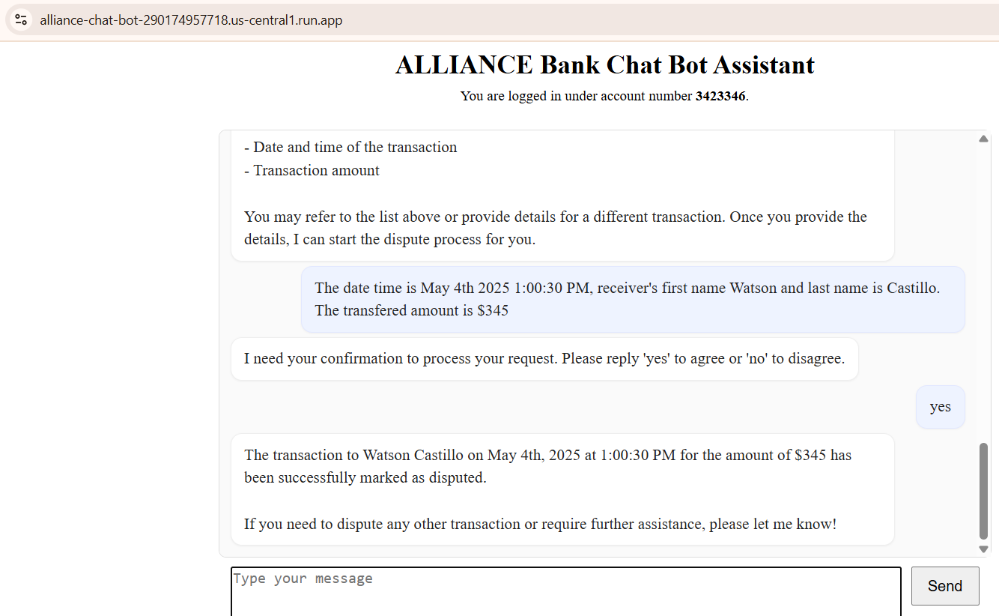 alliance-chat-bot-290174957718.us-central1.run.app
ALLIANCE Bank Chat Bot Assistant
You are logged in under account number 3423346.
- Date and time of the transaction
- Transaction amount
You may refer to the list above or provide details for a different transaction. Once you provide the
details, I can start the dispute process for you.
The date time is May 4th 2025 1:00:30 PM, receiver's first name Watson and last name is Castillo.
The transfered amount is $345
I need your confirmation to process your request. Please reply 'yes' to agree or 'no' to disagree.
yes
The transaction to Watson Castillo on May 4th, 2025 at 1:00:30 PM for the amount of $345 has
been successfully marked as disputed.
If you need to dispute any other transaction or require further assistance, please let me know!
Type your message
Send